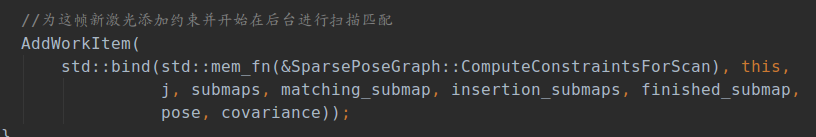 //为这帧新激光添加约束并开始在后台进行扫描匹配
AddWorkItem(
std::bind(std::mem_fn(&SparsePoseGraph::ComputeConstraintsForScan), this,
j, submaps, matching_submap, insertion_submaps, finished_submap,
pose, covariance));
}